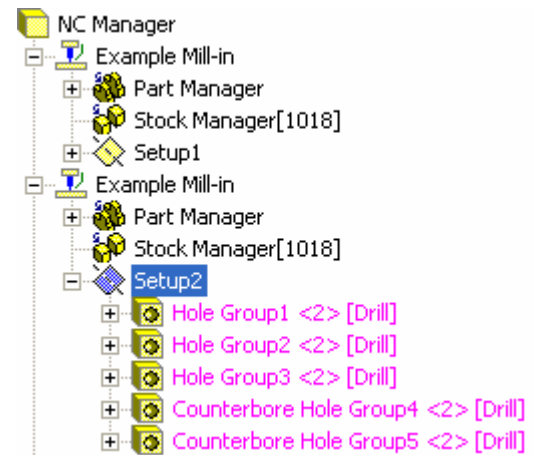 NC Manager
Example Mill-in
Part Manager
Stock Manager[1018]
Setup1
Example Mill-in
Part Manager
Stock Manager[1018]
Setup2
Hole Group1 <2> [Drill]
Hole Group2 <2> [Drill]
Hole Group3 <2> [Drill]
Counterbore Hole Group4 <2> [Drill]
Counterbore Hole Group5 <2> [Drill]